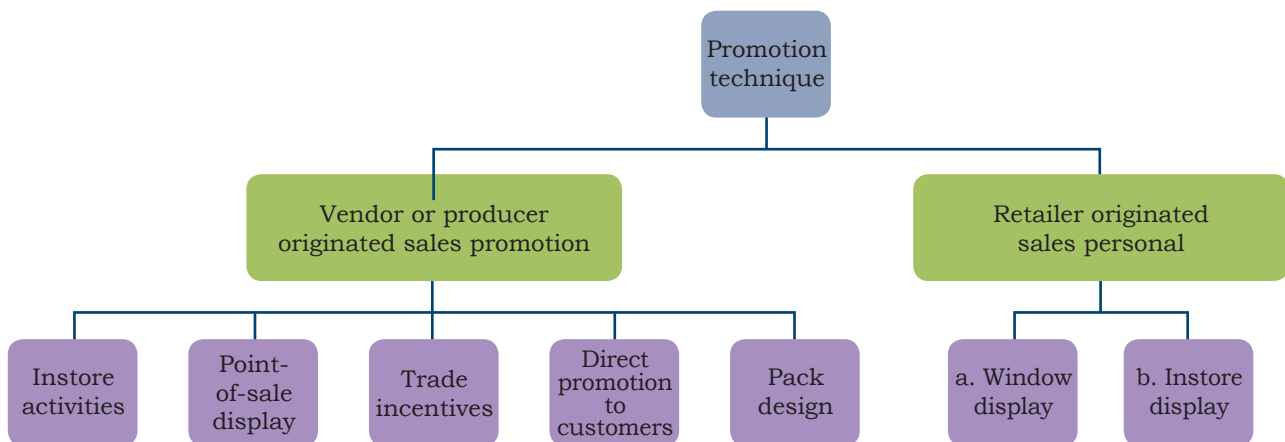 Promotion
technique
Vendor or producer
originated sales promotion
Retailer originated
sales personal
Instore
activities
Point-
of-sale
display
Trade
incentives
Direct
promotion
to
customers
Pack
design
a. Window
display
b. Instore
display